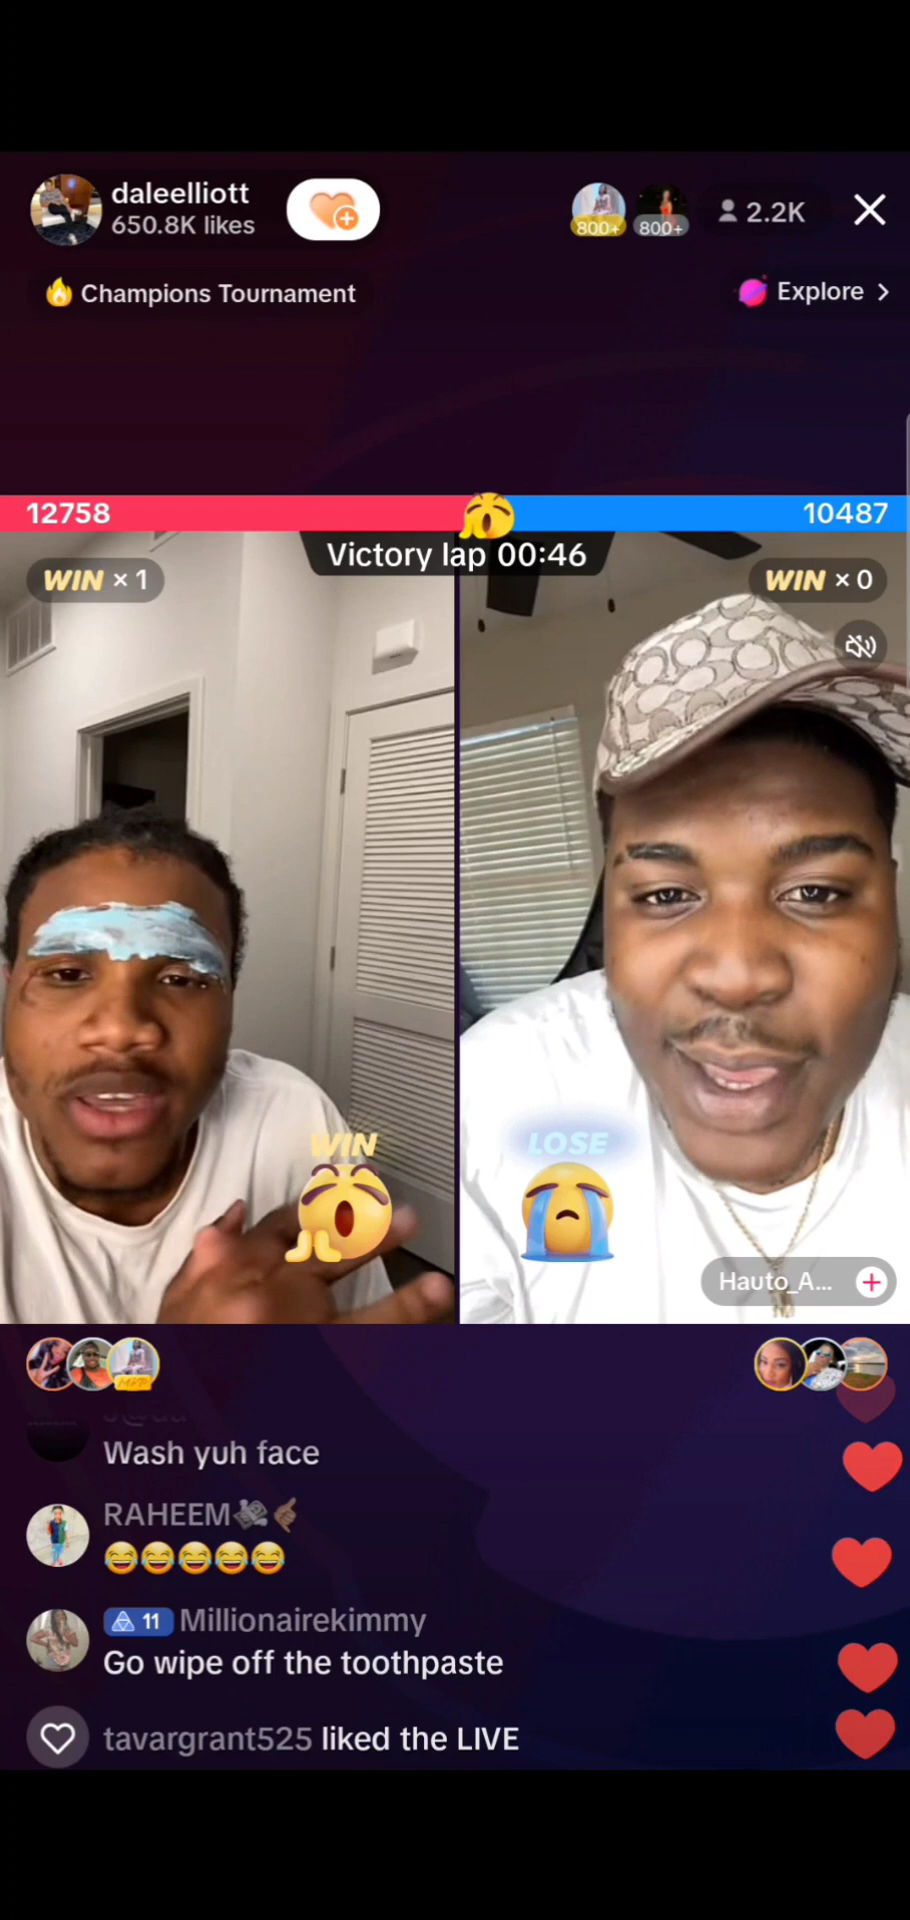 daleelliott
650.8K likes
800+
800+
2.2K
Champions Tournament
Explore
12758
10487
Victory lap 00:46
WIN × 1
WIN × 0
WIN
LOSE
Hauto_A...
Wash yuh face
RAHEEM
😂😂😂😂😂
11 Millionairekimmy
Go wipe off the toothpaste
tavargrant525 liked the LIVE